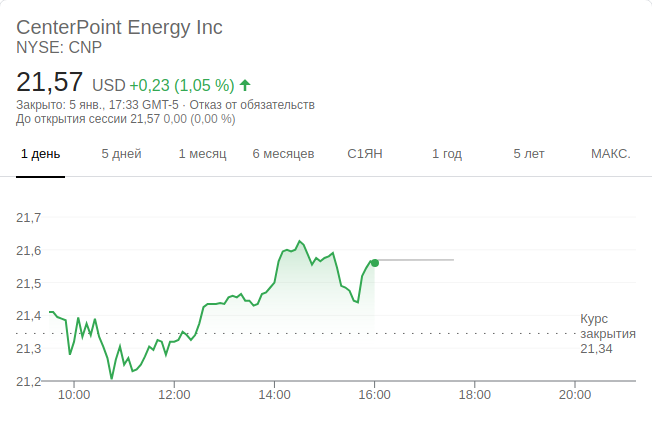 CenterPoint Energy Inc
NYSE: CNP
21,57 USD +0,23 (1,05 %)
Закрыто: 5 янв., 17:33 GMT-5 · Отказ от обязательств
До открытия сессии 21,57 0,00 (0,00 %)
1 день 5 дней 1 месяц 6 месяцев С1ЯН 1 год 5 лет МАКС.
21,7
21,6
21,5
21,4
Курс
закрытия
21,34
21,3
21,2
10:00 12:00 14:00 16:00 18:00 20:00